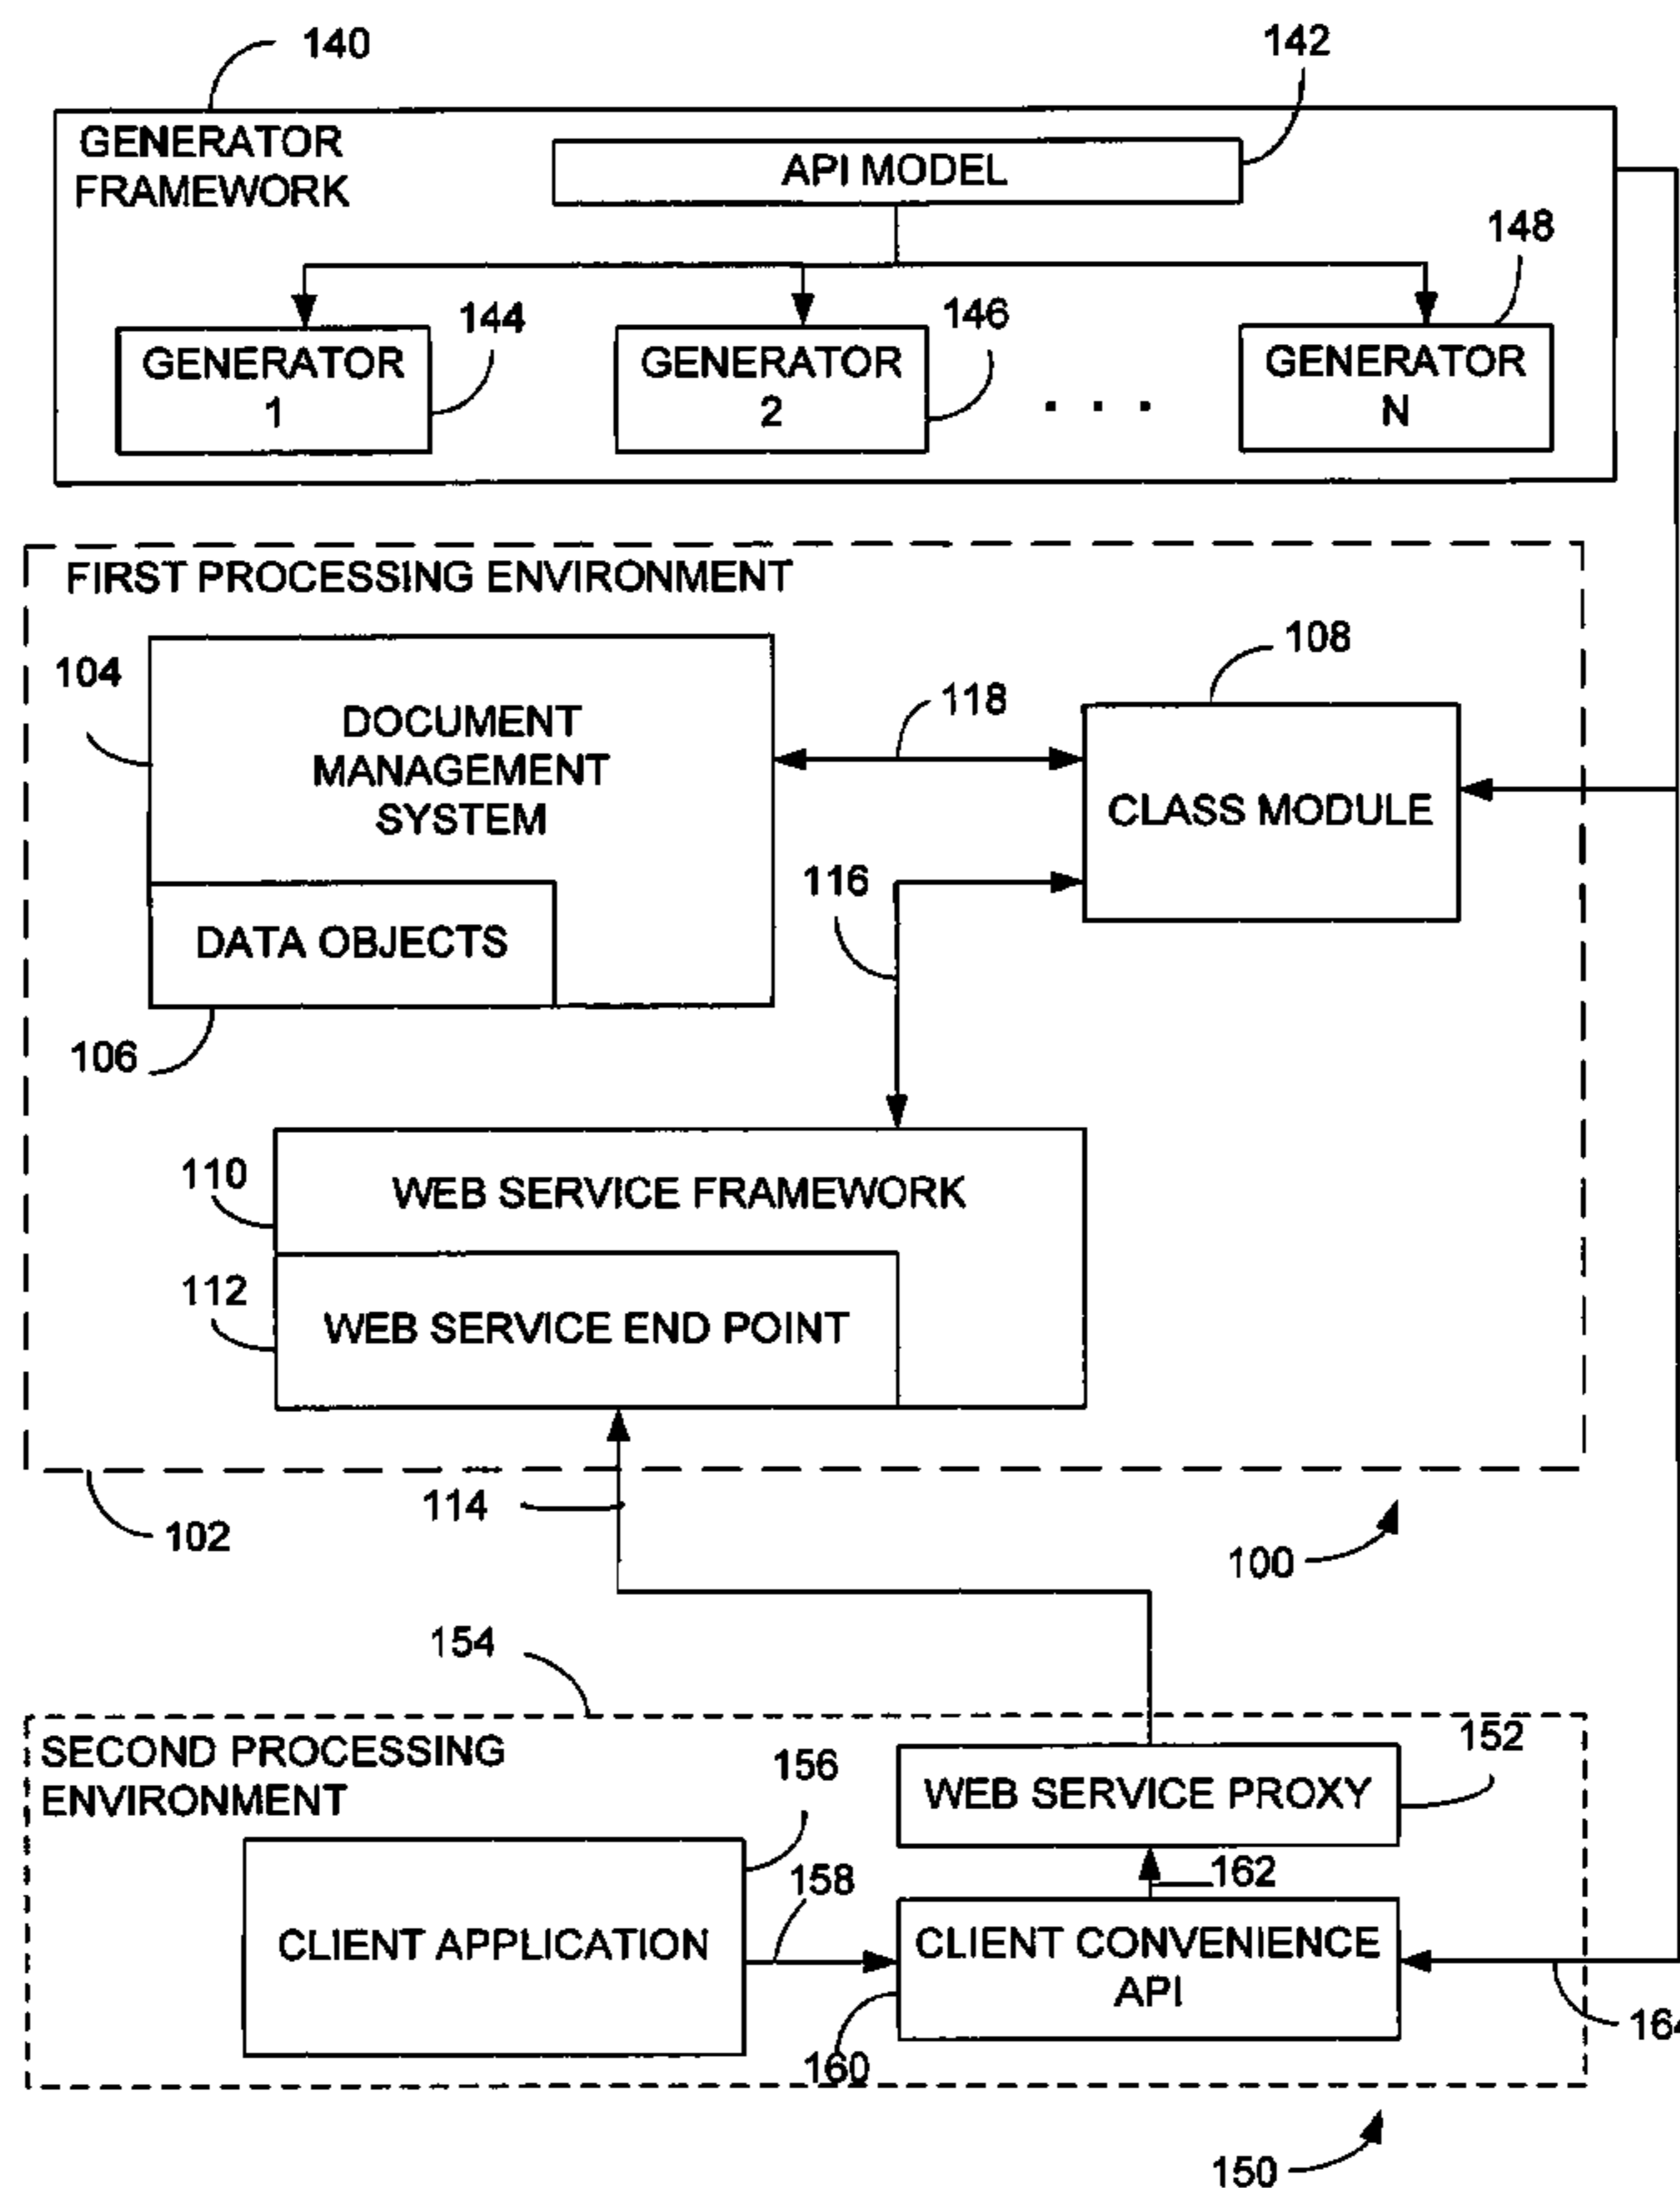 140
142
GENERATOR
FRAMEWORK
API MODEL
148
144
146
GENERATOR
1
GENERATOR
2
. . .
GENERATOR
N
FIRST PROCESSING ENVIRONMENT
104
108
118
DOCUMENT
MANAGEMENT
SYSTEM
CLASS MODULE
116
DATA OBJECTS
106
110
WEB SERVICE FRAMEWORK
112
WEB SERVICE END POINT
114
102
100
154
SECOND PROCESSING
ENVIRONMENT
152
156
WEB SERVICE PROXY
158
162
CLIENT APPLICATION
CLIENT CONVENIENCE
API
164
160
150